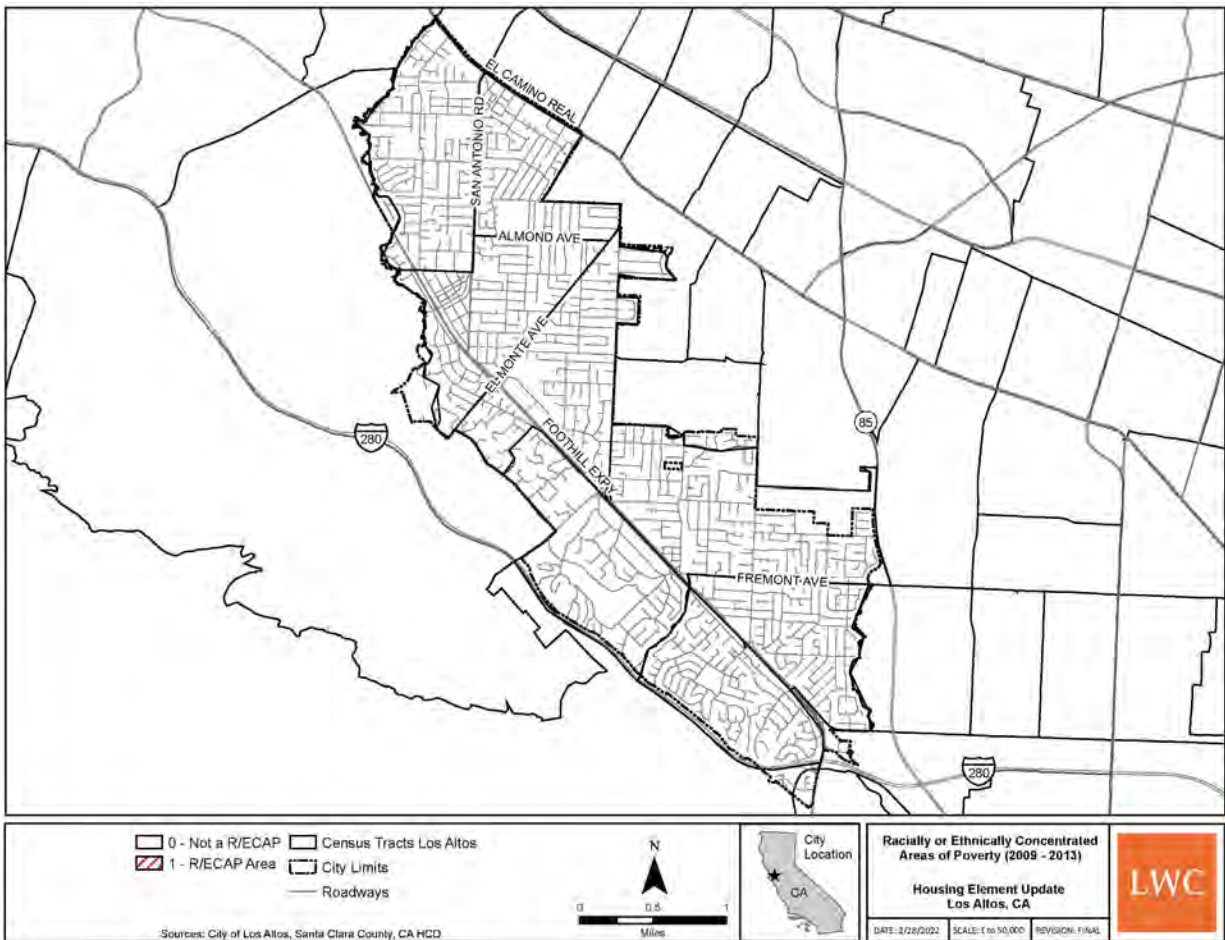 EL CAMINO REAL
SAN ANTONIO RD
ALMOND AVE
EL MONTE AVE
FOOTHILL EXPY
85
280
FREMONT AVE
280
0 - Not a R/ECAP
1 - R/ECAP Area
Census Tracts Los Altos
City Limits
Roadways
Sources: City of Los Altos, Santa Clara County, CA HCD
N
0 0.5 1
Miles
City
Location
CA
Racially or Ethnically Concentrated
Areas of Poverty (2009 - 2013)
Housing Element Update
Los Altos, CA
DATE: 2/28/2022 SCALE: 1 to 50,000 REVISION: FINAL
LWC